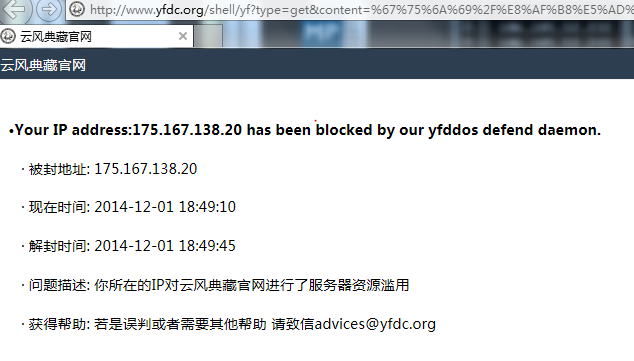 http://www.yfdc.org/shell/yf?type=get&content=%67%75%6A%69%2F%E8%AF%B8%E5%AD%
云风典藏官网
云风典藏官网
•Your IP address:175.167.138.20 has been blocked by our yfddos defend daemon.
· 被封地址: 175.167.138.20
· 现在时间: 2014-12-01 18:49:10
· 解封时间: 2014-12-01 18:49:45
· 问题描述: 你所在的IP对云风典藏官网进行了服务器资源滥用
· 获得帮助: 若是误判或者需要其他帮助 请致信advices@yfdc.org